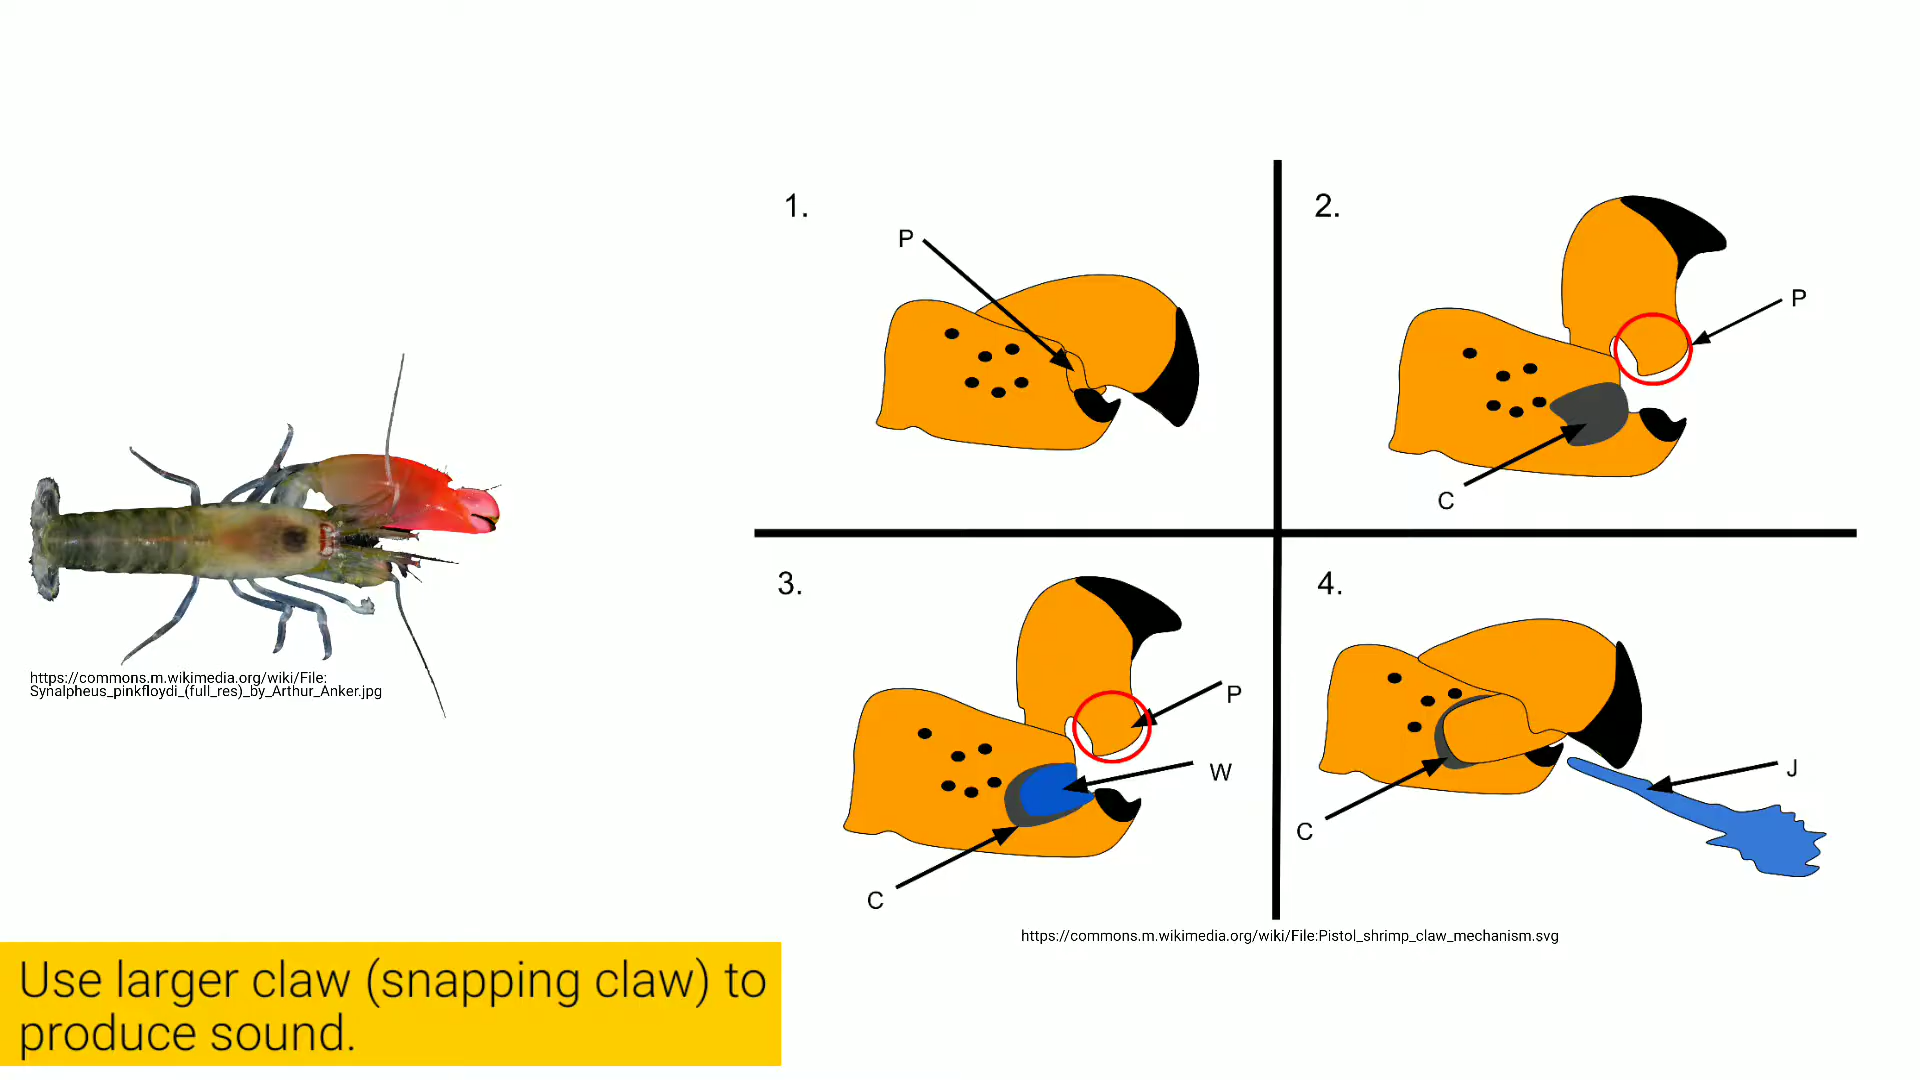 1.
P
2.
P
C
3.
P
W
C
4.
J
C
https://commons.m.wikimedia.org/wiki/File:
Synalpheus_pinkfloydi_(full_res)_by_Arthur_Anker.jpg
https://commons.m.wikimedia.org/wiki/File:Pistol_shrimp_claw_mechanism.svg
Use larger claw (snapping claw) to
produce sound.